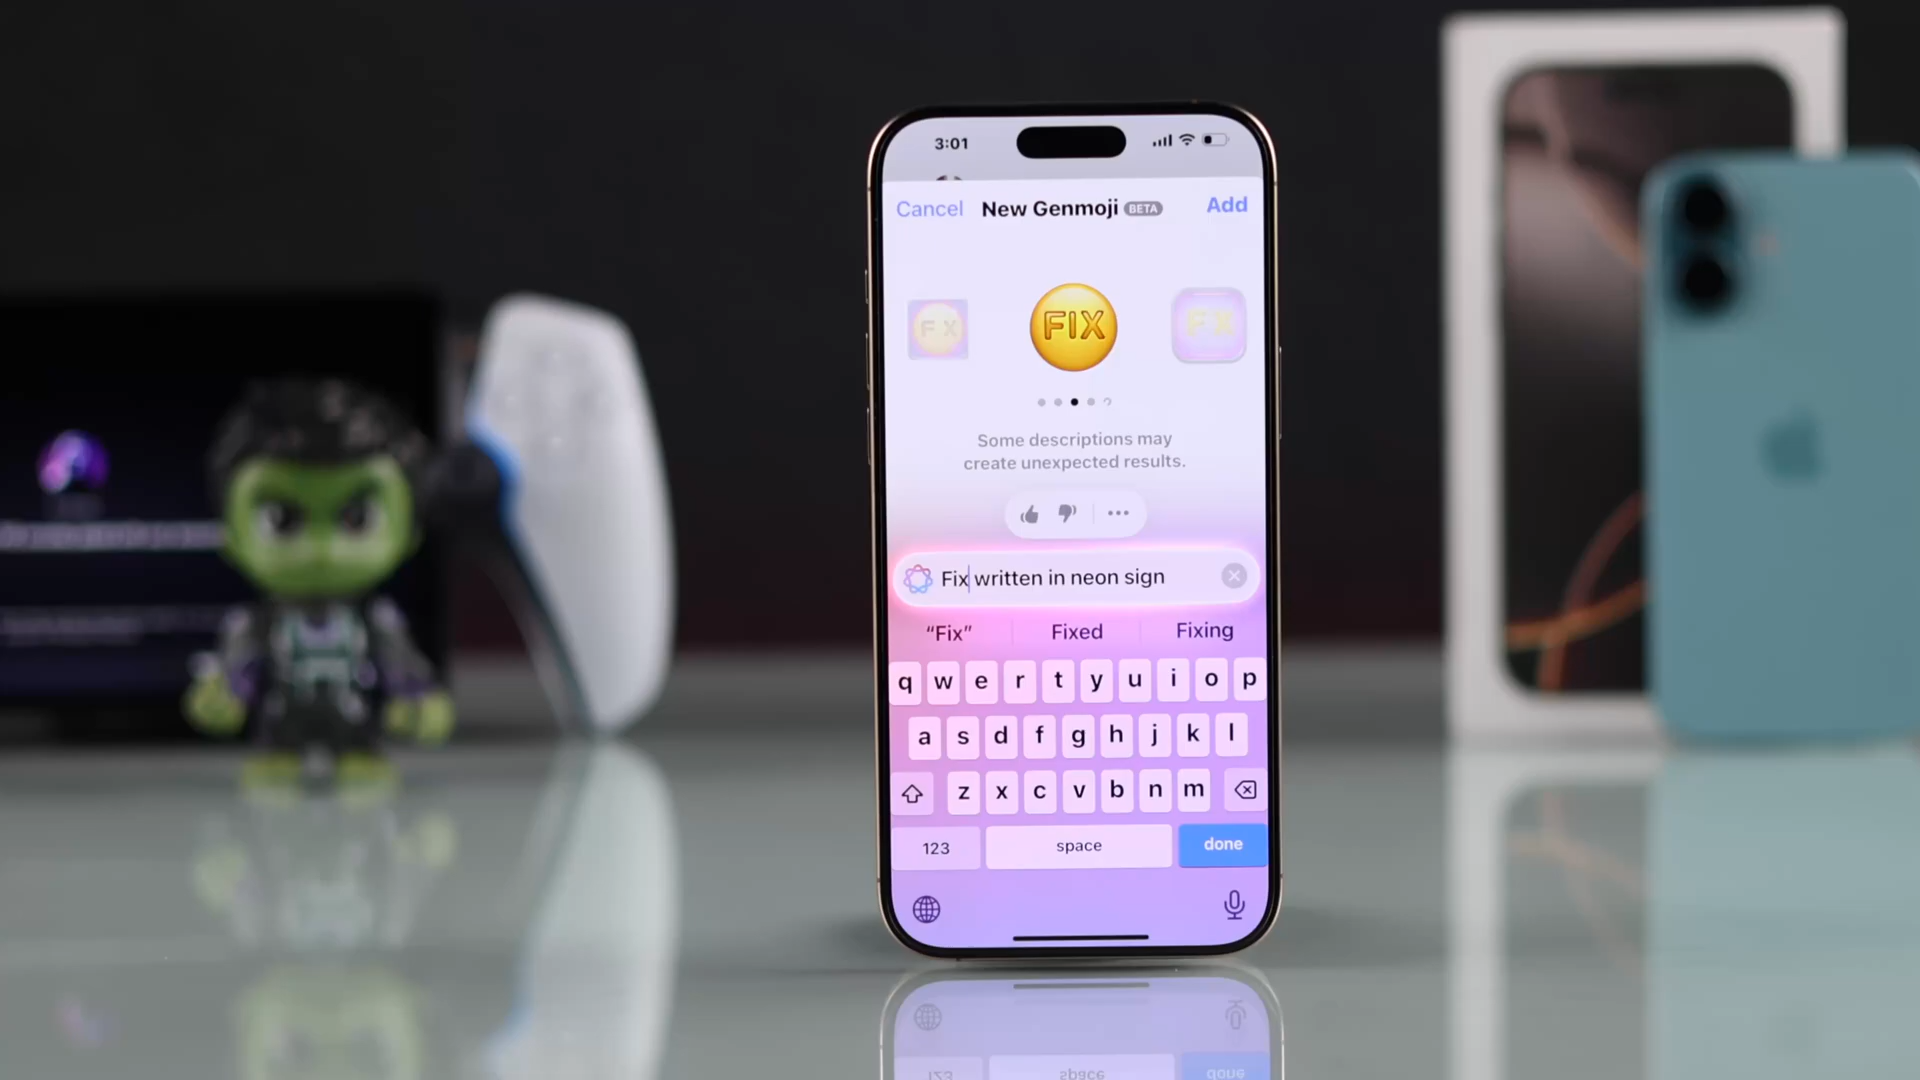 3:01
Cancel New Genmoji BETA Add
F X FIX F X
Some descriptions may
create unexpected results.
Fix written in neon sign
“Fix” Fixed Fixing
q w e r t y u i o p
a s d f g h j k l
z x c v b n m
123 space done